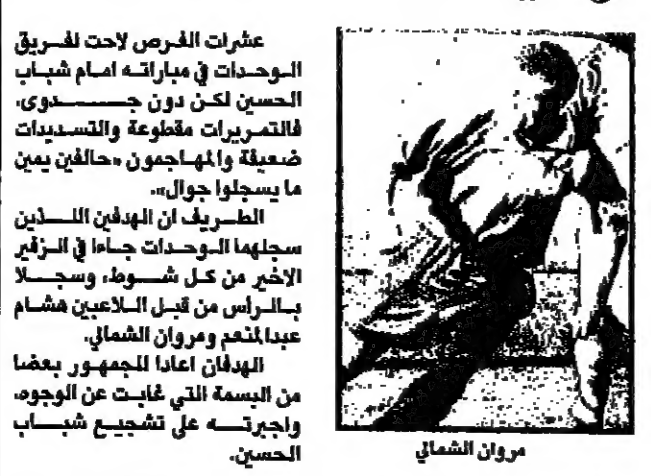 عشرات الفرص لاحت لفريق
الوحدات في مباراته امام شباب
الحسين لكن دون جدوى،
فالتمريرات مقطوعة والتسديدات
ضعيفة والمهاجمون «حالفين يمين
ما يسجلوا جوال».
الطريف ان الهدفين اللذين
سجلهما الوحدات جاءا في الزفير
الاخير من كل شوط، وسجلا
بالرأس من قبل اللاعبين هشام
عبدالمنعم ومروان الشمالي.
الهدفان اعادا للجمهور بعضا
من البسمة التي غابت عن الوجوه،
واجبرته على تشجيع شباب
الحسين.
مروان الشمالي